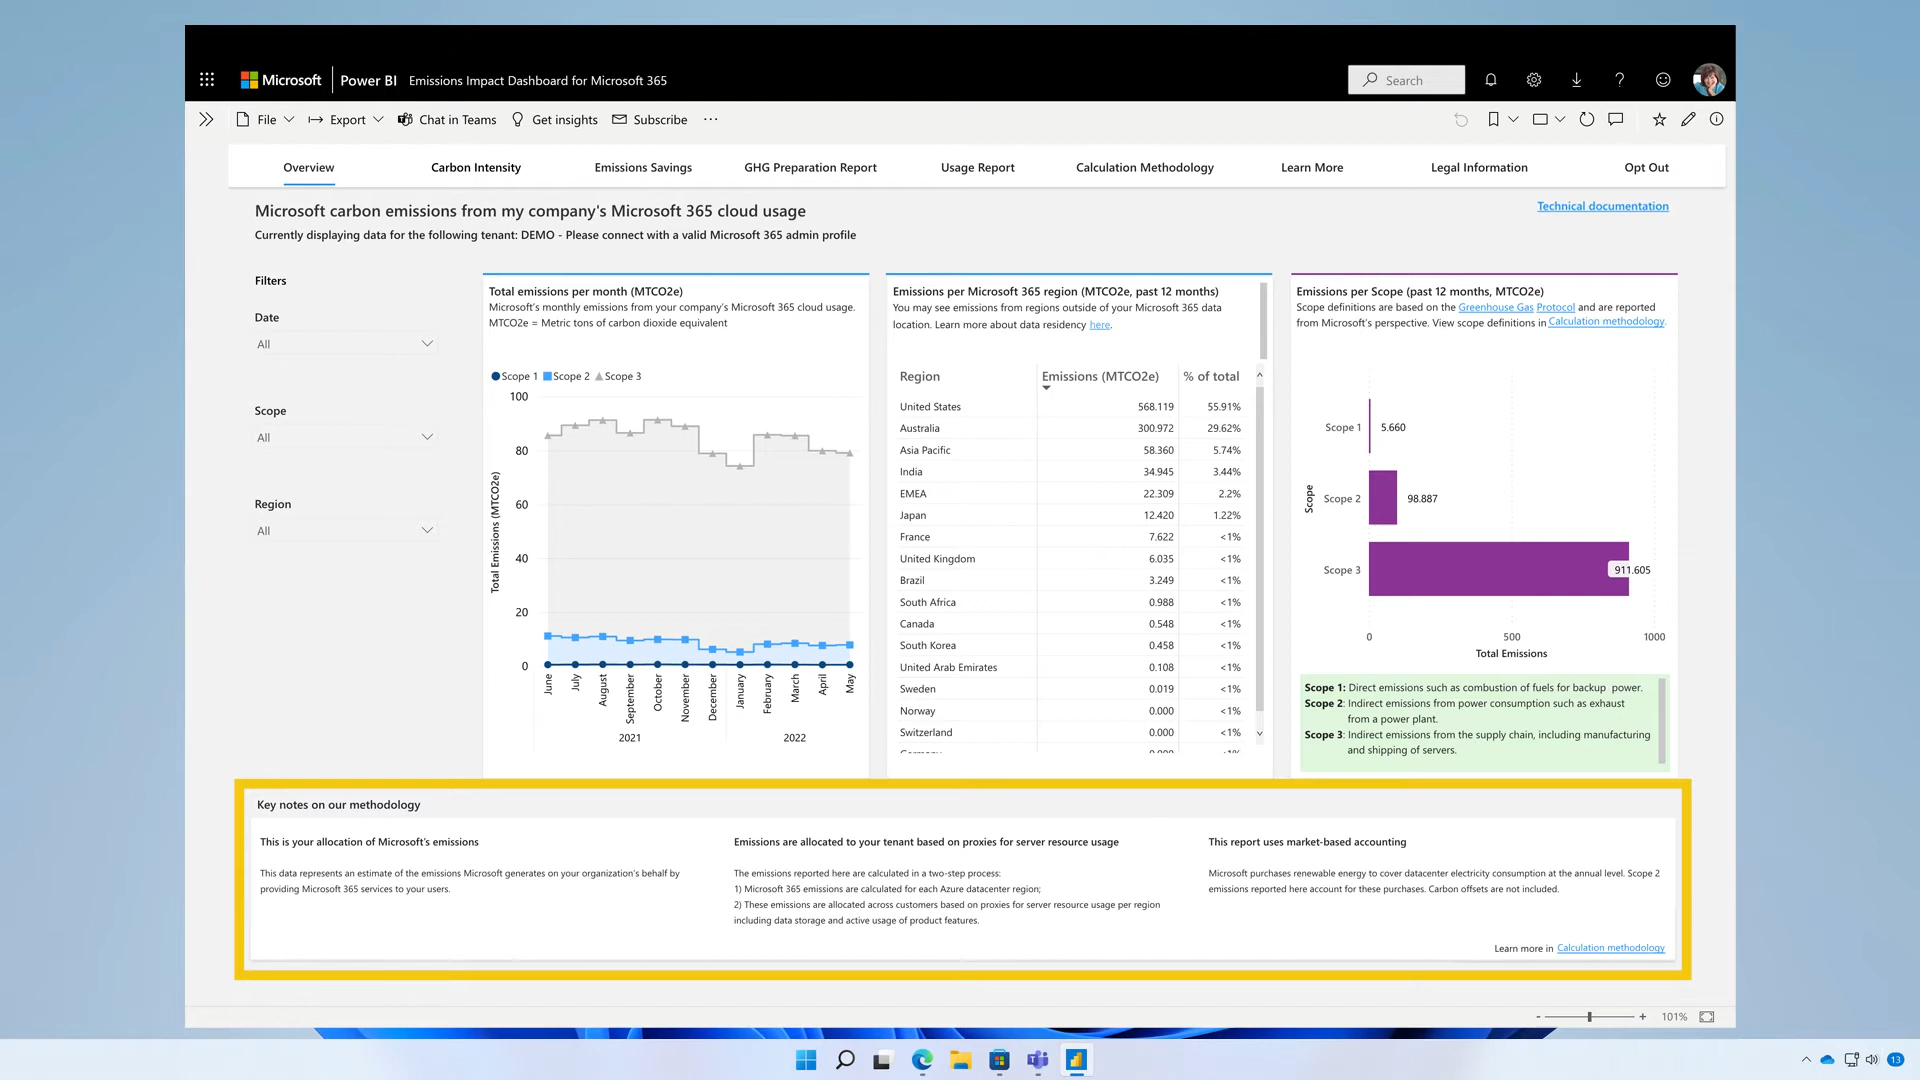 Microsoft
Power BI
Emissions Impact Dashboard for Microsoft 365
Search
File
Export
Chat in Teams
Get insights
Subscribe
Overview
Carbon Intensity
Emissions Savings
GHG Preparation Report
Usage Report
Calculation Methodology
Learn More
Legal Information
Opt Out
Microsoft carbon emissions from my company's Microsoft 365 cloud usage
Technical documentation
Currently displaying data for the following tenant: DEMO - Please connect with a valid Microsoft 365 admin profile
Filters
Date
All
Scope
All
Region
All
Total emissions per month (MTCO2e)
Microsoft's monthly emissions from your company's Microsoft 365 cloud usage.
MTCO2e = Metric tons of carbon dioxide equivalent
Scope 1 Scope 2 Scope 3
Total Emissions (MTCO2e)
100
80
60
40
20
0
June
July
August
September
October
November
December
January
February
March
April
May
2021
2022
Emissions per Microsoft 365 region (MTCO2e, past 12 months)
You may see emissions from regions outside of your Microsoft 365 data
location. Learn more about data residency here.
Region Emissions (MTCO2e) % of total
United States 568.119 55.91%
Australia 300.972 29.62%
Asia Pacific 58.360 5.74%
India 34.945 3.44%
EMEA 22.309 2.2%
Japan 12.420 1.22%
France 7.622 <1%
United Kingdom 6.035 <1%
Brazil 3.249 <1%
South Africa 0.988 <1%
Canada 0.548 <1%
South Korea 0.458 <1%
United Arab Emirates 0.108 <1%
Sweden 0.019 <1%
Norway 0.000 <1%
Switzerland 0.000 <1%
Germany 0.000 <1%
Emissions per Scope (past 12 months, MTCO2e)
Scope definitions are based on the Greenhouse Gas Protocol and are reported
from Microsoft's perspective. View scope definitions in Calculation methodology.
Scope
Scope 1 5.660
Scope 2 98.887
Scope 3 911.605
0 500 1000
Total Emissions
Scope 1: Direct emissions such as combustion of fuels for backup power.
Scope 2: Indirect emissions from power consumption such as exhaust
from a power plant.
Scope 3: Indirect emissions from the supply chain, including manufacturing
and shipping of servers.
Key notes on our methodology
This is your allocation of Microsoft's emissions
This data represents an estimate of the emissions Microsoft generates on your organization's behalf by
providing Microsoft 365 services to your users.
Emissions are allocated to your tenant based on proxies for server resource usage
The emissions reported here are calculated in a two-step process:
1) Microsoft 365 emissions are calculated for each Azure datacenter region;
2) These emissions are allocated across customers based on proxies for server resource usage per region
including data storage and active usage of product features.
This report uses market-based accounting
Microsoft purchases renewable energy to cover datacenter electricity consumption at the annual level. Scope 2
emissions reported here account for these purchases. Carbon offsets are not included.
Learn more in Calculation methodology
- + 101%
13